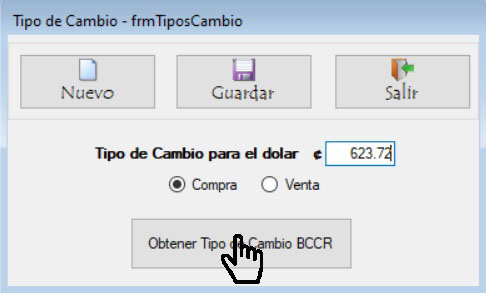 Tipo de Cambio - frmTiposCambio
Nuevo
Guardar
Salir
Tipo de Cambio para el dolar ¢ 623.72
Compra
Venta
Obtener Tipo de Cambio BCCR